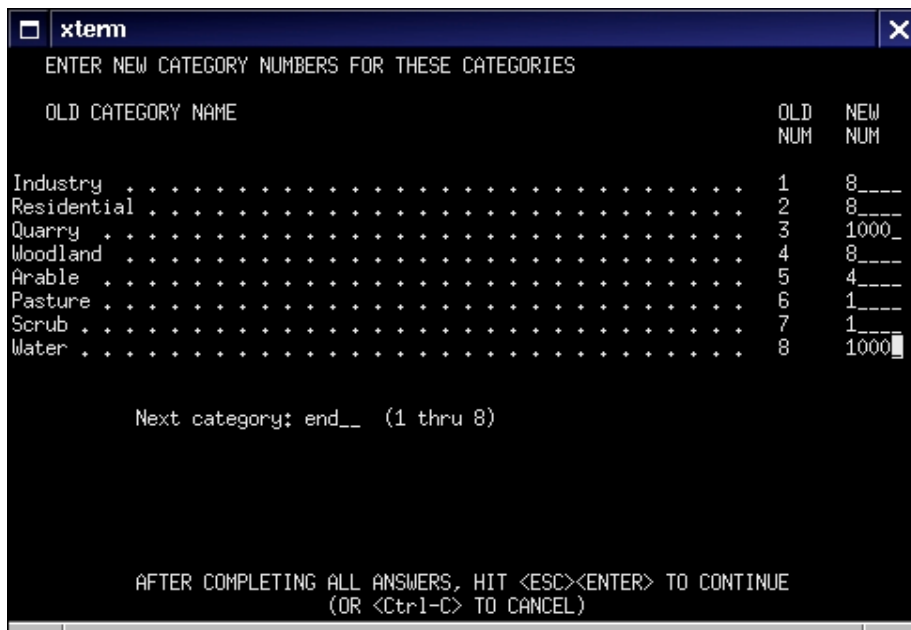 xterm
ENTER NEW CATEGORY NUMBERS FOR THESE CATEGORIES
OLD CATEGORY NAME OLD NEW
NUM NUM
Industry . . . . . . . . . . . . . . . . . . . . . . . . . . . . 1 8____
Residential . . . . . . . . . . . . . . . . . . . . . . . . . . . 2 8____
Quarry . . . . . . . . . . . . . . . . . . . . . . . . . . . . . 3 1000_
Woodland . . . . . . . . . . . . . . . . . . . . . . . . . . . . 4 8____
Arable . . . . . . . . . . . . . . . . . . . . . . . . . . . . . 5 4____
Pasture . . . . . . . . . . . . . . . . . . . . . . . . . . . . . 6 1____
Scrub . . . . . . . . . . . . . . . . . . . . . . . . . . . . . . 7 1____
Water . . . . . . . . . . . . . . . . . . . . . . . . . . . . . . 8 1000_
Next category: end__ (1 thru 8)
AFTER COMPLETING ALL ANSWERS, HIT <ESC><ENTER> TO CONTINUE
(OR <Ctrl-C> TO CANCEL)